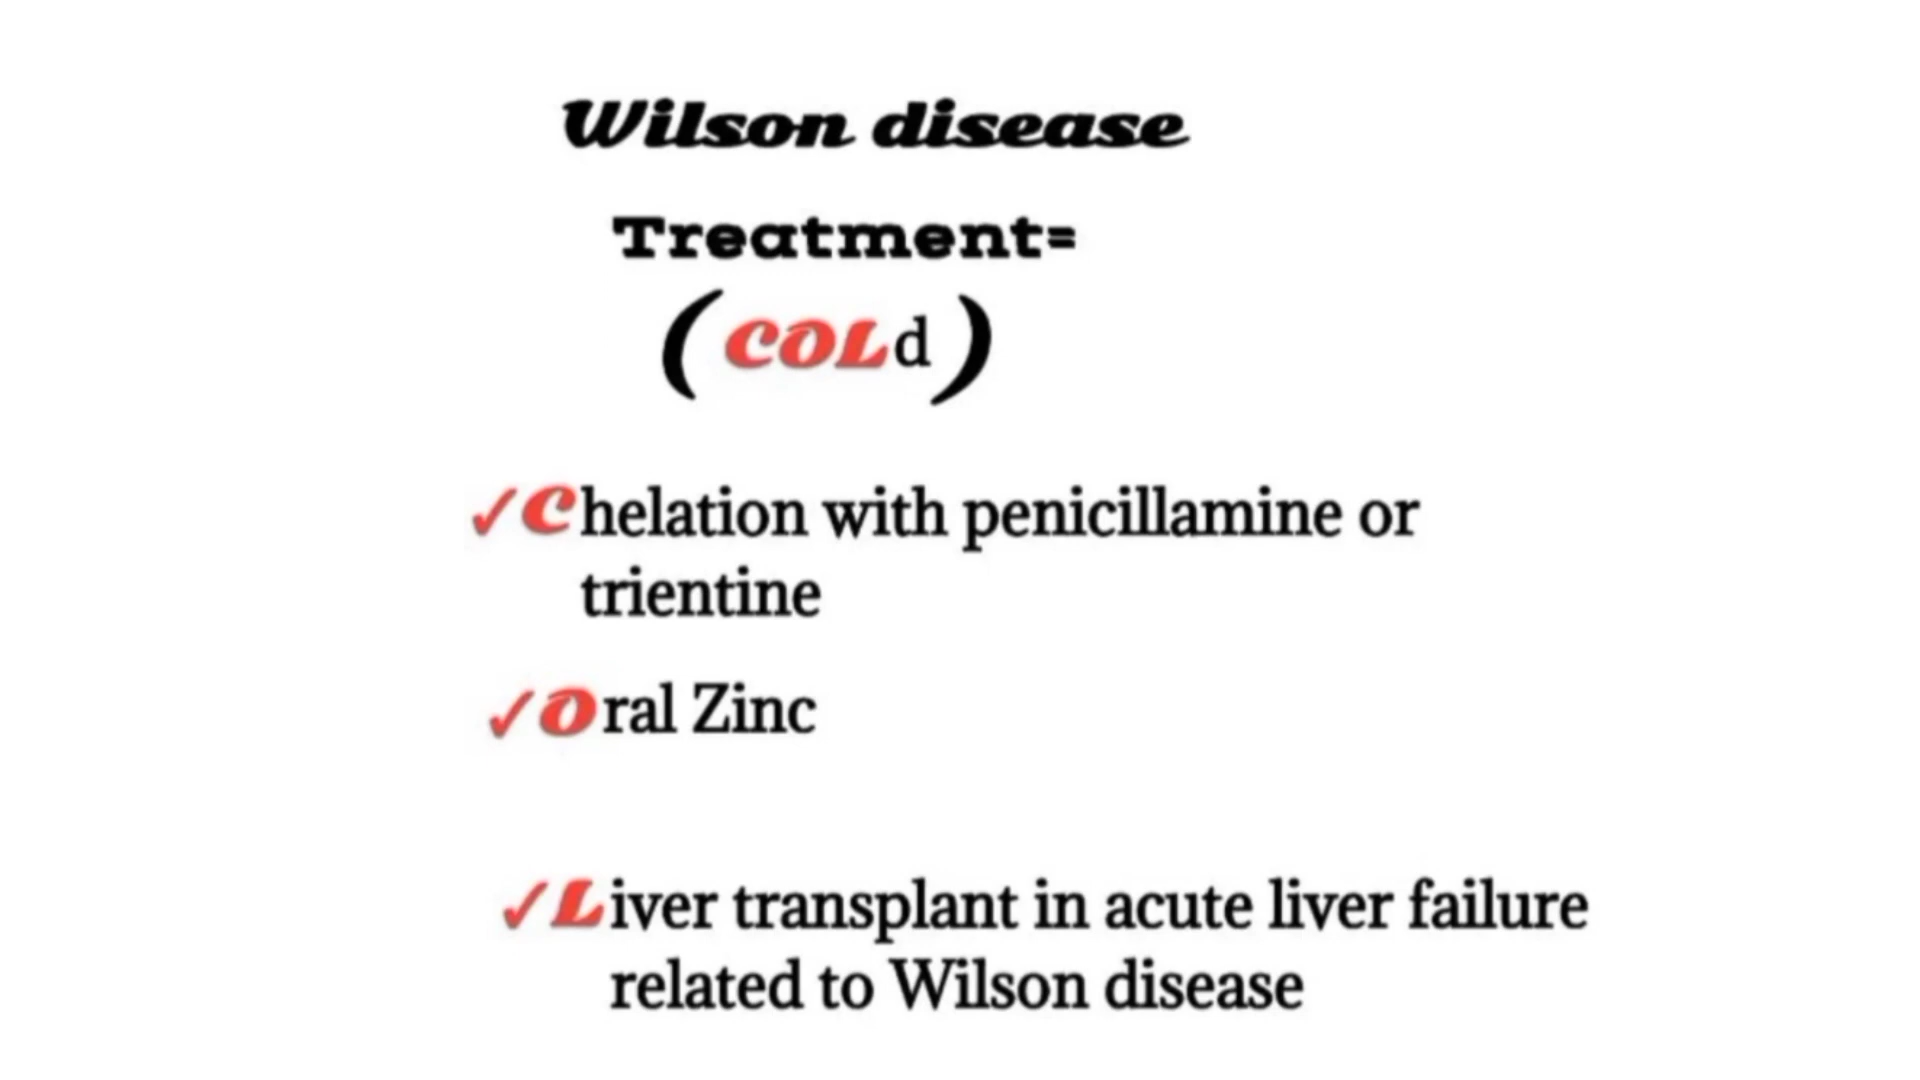 Wilson disease
Treatment=
(COLd)
✓Chelation with penicillamine or
trientine
✓Oral Zinc
✓Liver transplant in acute liver failure
related to Wilson disease